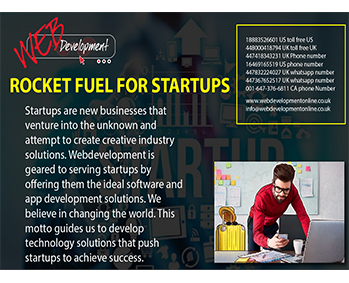 WEB
Development
18883526601 US toll free US
448000418794 UK toll free UK
447418343231 UK Phone number
16469165519 US phone number
447832224027 UK whatsapp number
447367652517 UK whatsapp number
001-647-376-6811 CA phone Number
www.webdevelopmentonline.co.uk
info@webdevelopmentonline.co.uk
ROCKET FUEL FOR STARTUPS
Startups are new businesses that
venture into the unknown and
attempt to create creative industry
solutions. Webdevelopment is
geared to serving startups by
offering them the ideal software and
app development solutions. We
believe in changing the world. This
motto guides us to develop
technology solutions that push
startups to achieve success.